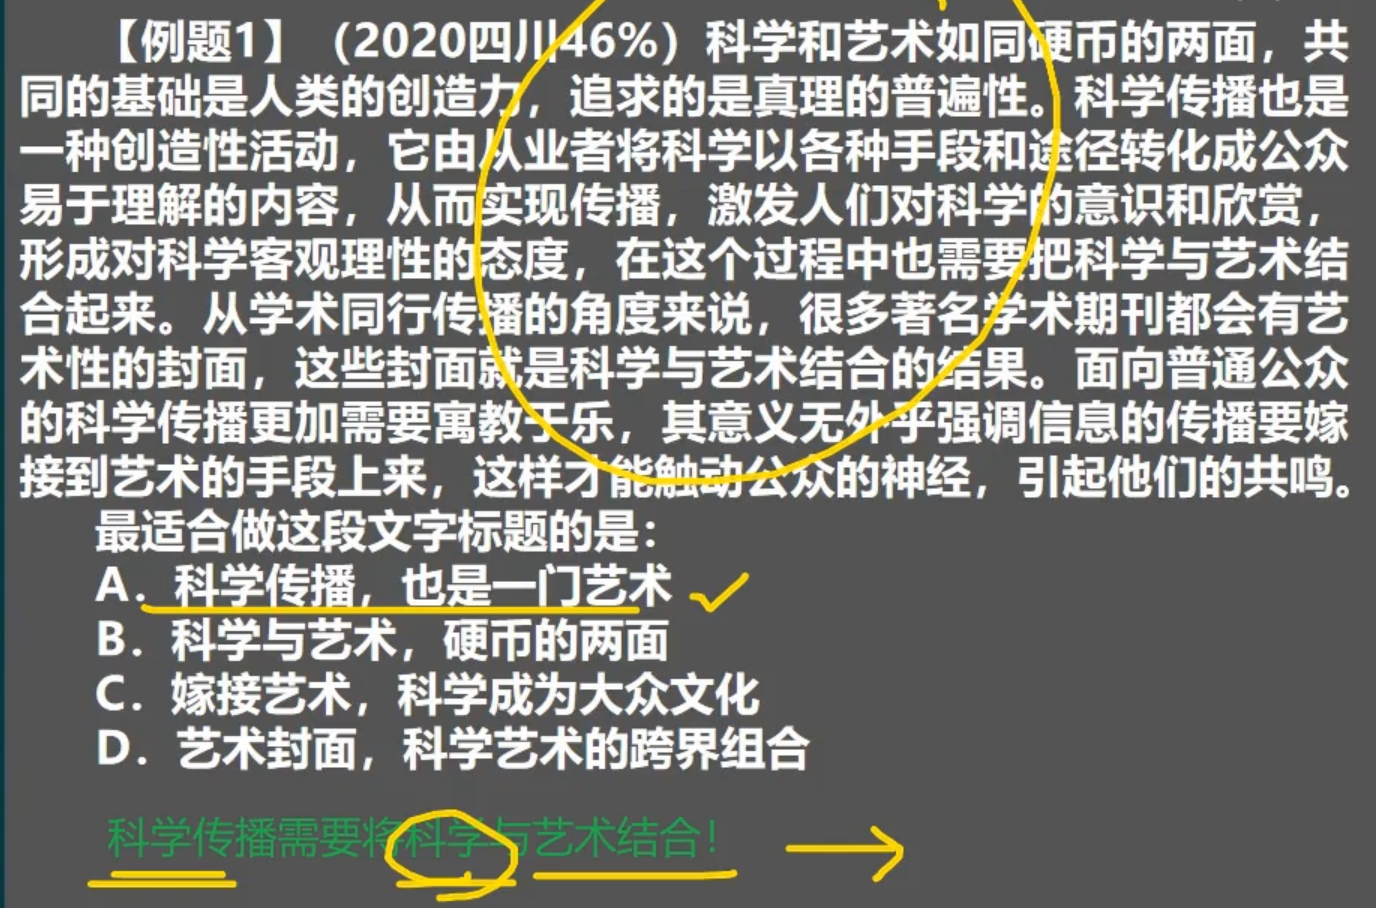 【例题1】（2020四川46%）科学和艺术如同硬币的两面，共
同的基础是人类的创造力，追求的是真理的普遍性。科学传播也是
一种创造性活动，它由从业者将科学以各种手段和途径转化成公众
易于理解的内容，从而实现传播，激发人们对科学的意识和欣赏，
形成对科学客观理性的态度，在这个过程中也需要把科学与艺术结
合起来。从学术同行传播的角度来说，很多著名学术期刊都会有艺
术性的封面，这些封面就是科学与艺术结合的结果。面向普通公众
的科学传播更加需要寓教于乐，其意义无外乎强调信息的传播要嫁
接到艺术的手段上来，这样才能触动公众的神经，引起他们的共鸣。
最适合做这段文字标题的是：
A．科学传播，也是一门艺术
B．科学与艺术，硬币的两面
C．嫁接艺术，科学成为大众文化
D．艺术封面，科学艺术的跨界组合
科学传播需要将科学与艺术结合！